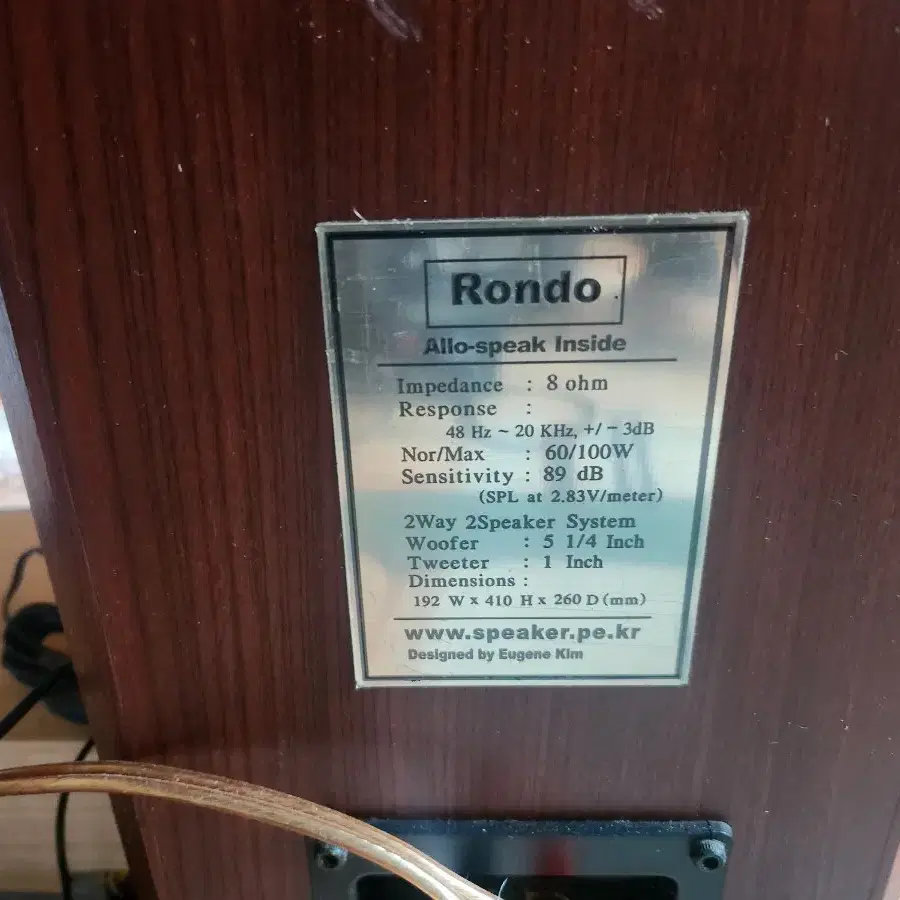 Rondo
Allo-speak Inside
Impedance : 8 ohm
Response :
48 Hz ~ 20 KHz, +/- 3dB
Nor/Max : 60/100W
Sensitivity : 89 dB
(SPL at 2.83V/meter)
2Way 2Speaker System
Woofer : 5 1/4 Inch
Tweeter : 1 Inch
Dimensions :
192 W x 410 H x 260 D (mm)
www.speaker.pe.kr
Designed by Eugene Kim